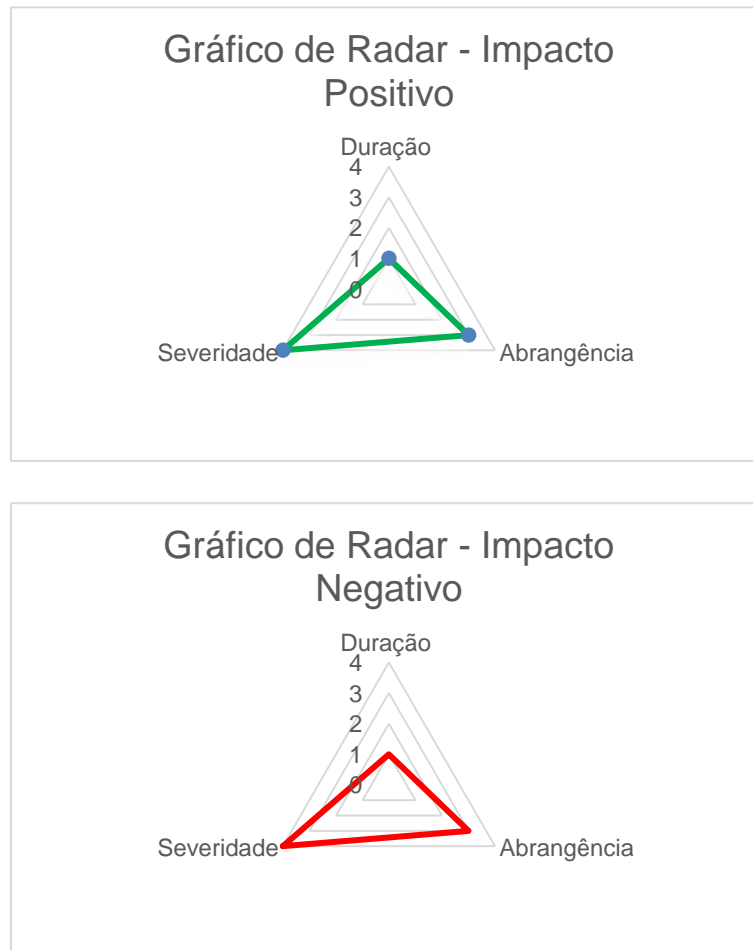 Gráfico de Radar - Impacto
Positivo
Duração
4
3
2
1
0
Severidade
Abrangência
Gráfico de Radar - Impacto
Negativo
Duração
4
3
2
1
0
Severidade
Abrangência